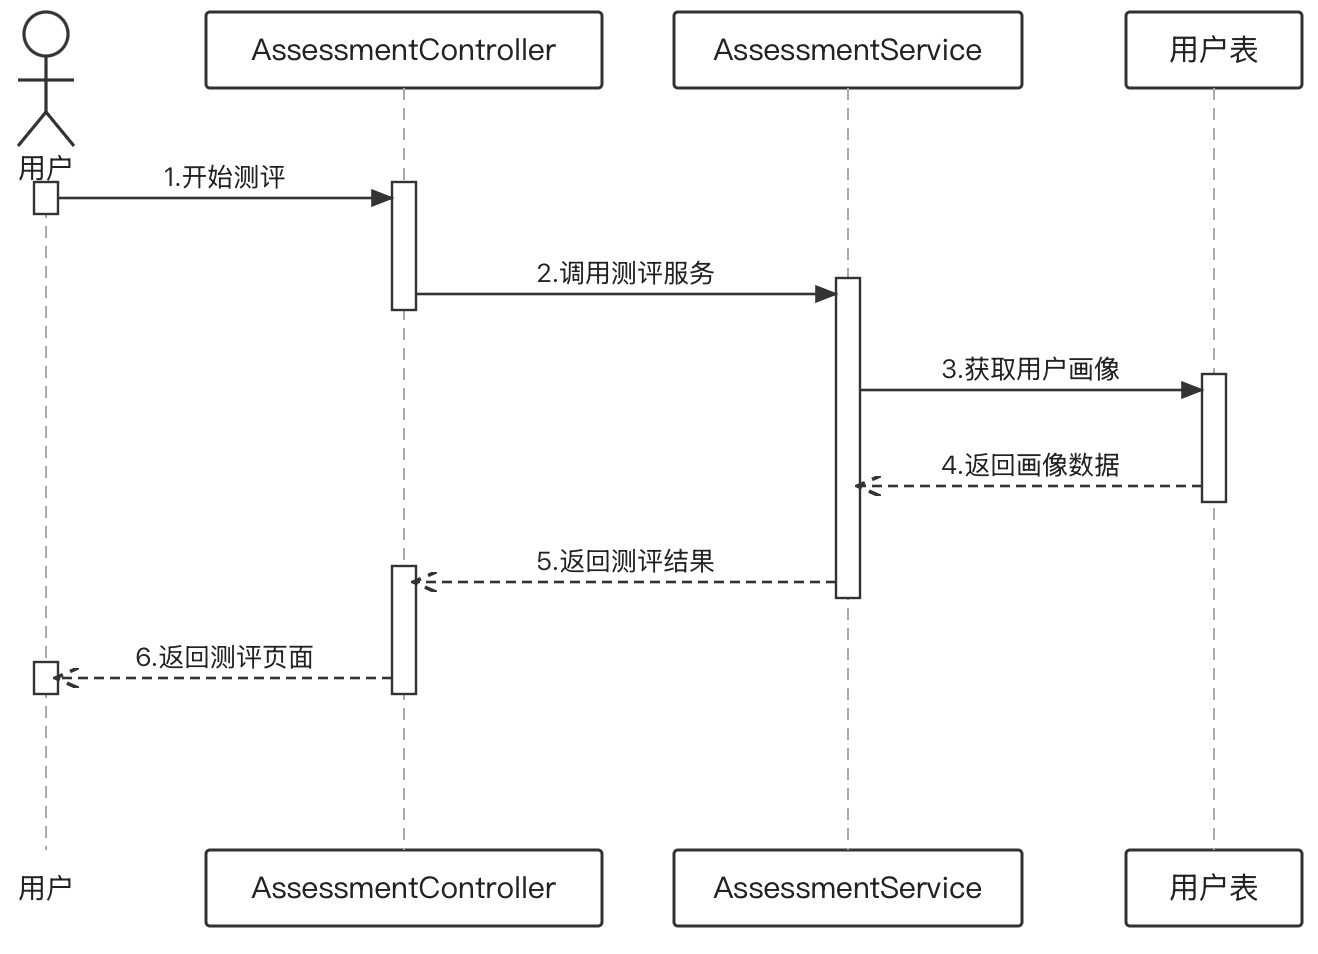 AssessmentController
AssessmentService
用户表
用户
1.开始测评
2.调用测评服务
3.获取用户画像
4.返回画像数据
5.返回测评结果
6.返回测评页面
用户
AssessmentController
AssessmentService
用户表